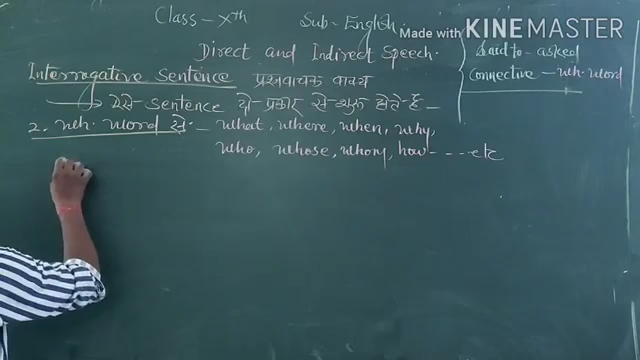 Class - Xth Sub - English.
Made with KINEMASTER
Direct and Indirect Speech.
Said to - asked
Connective - wh. word
Interrogative Sentence प्रश्नवाचक वाक्य
→ ऐसे Sentence दो प्रकार से शुरू होते हैं -
2. wh. word से - what, where, when, why,
who, whose, whom, how - - - - etc